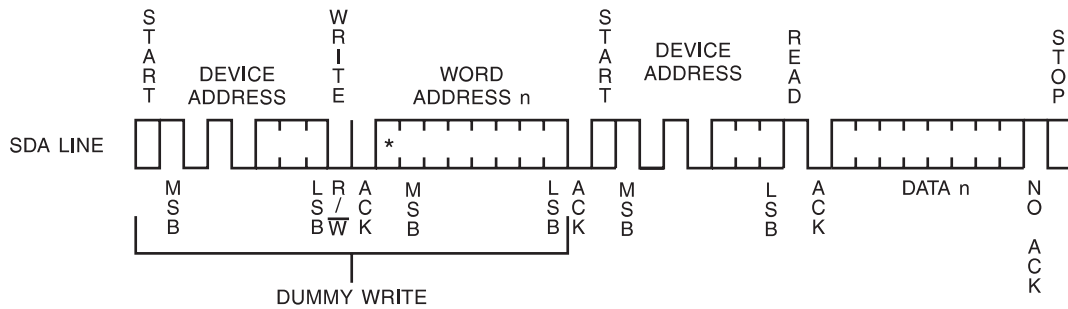 START
DEVICE
ADDRESS
WRITE
WORD
ADDRESS n
START
DEVICE
ADDRESS
READ
STOP
SDA LINE
*
MSB
LSB
R/W
ACK
MSB
LSB
ACK
MSB
LSB
ACK
DATA n
NO ACK
DUMMY WRITE